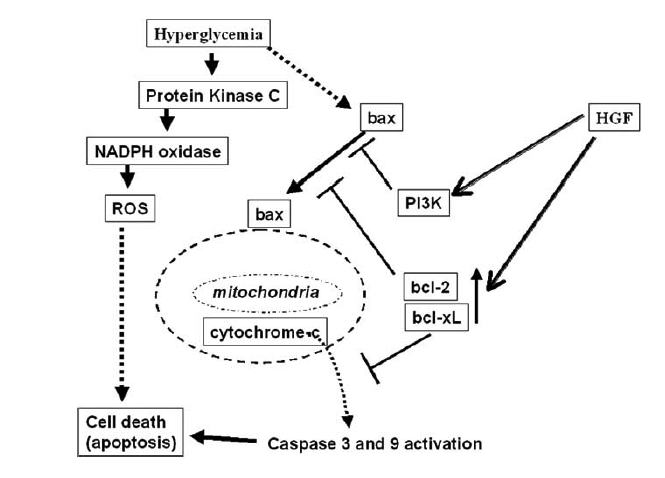 Hyperglycemia
Protein Kinase C
bax
HGF
NADPH oxidase
PI3K
ROS
bax
mitochondria
bcl-2
bcl-xL
cytochrome-c
Cell death
(apoptosis)
Caspase 3 and 9 activation